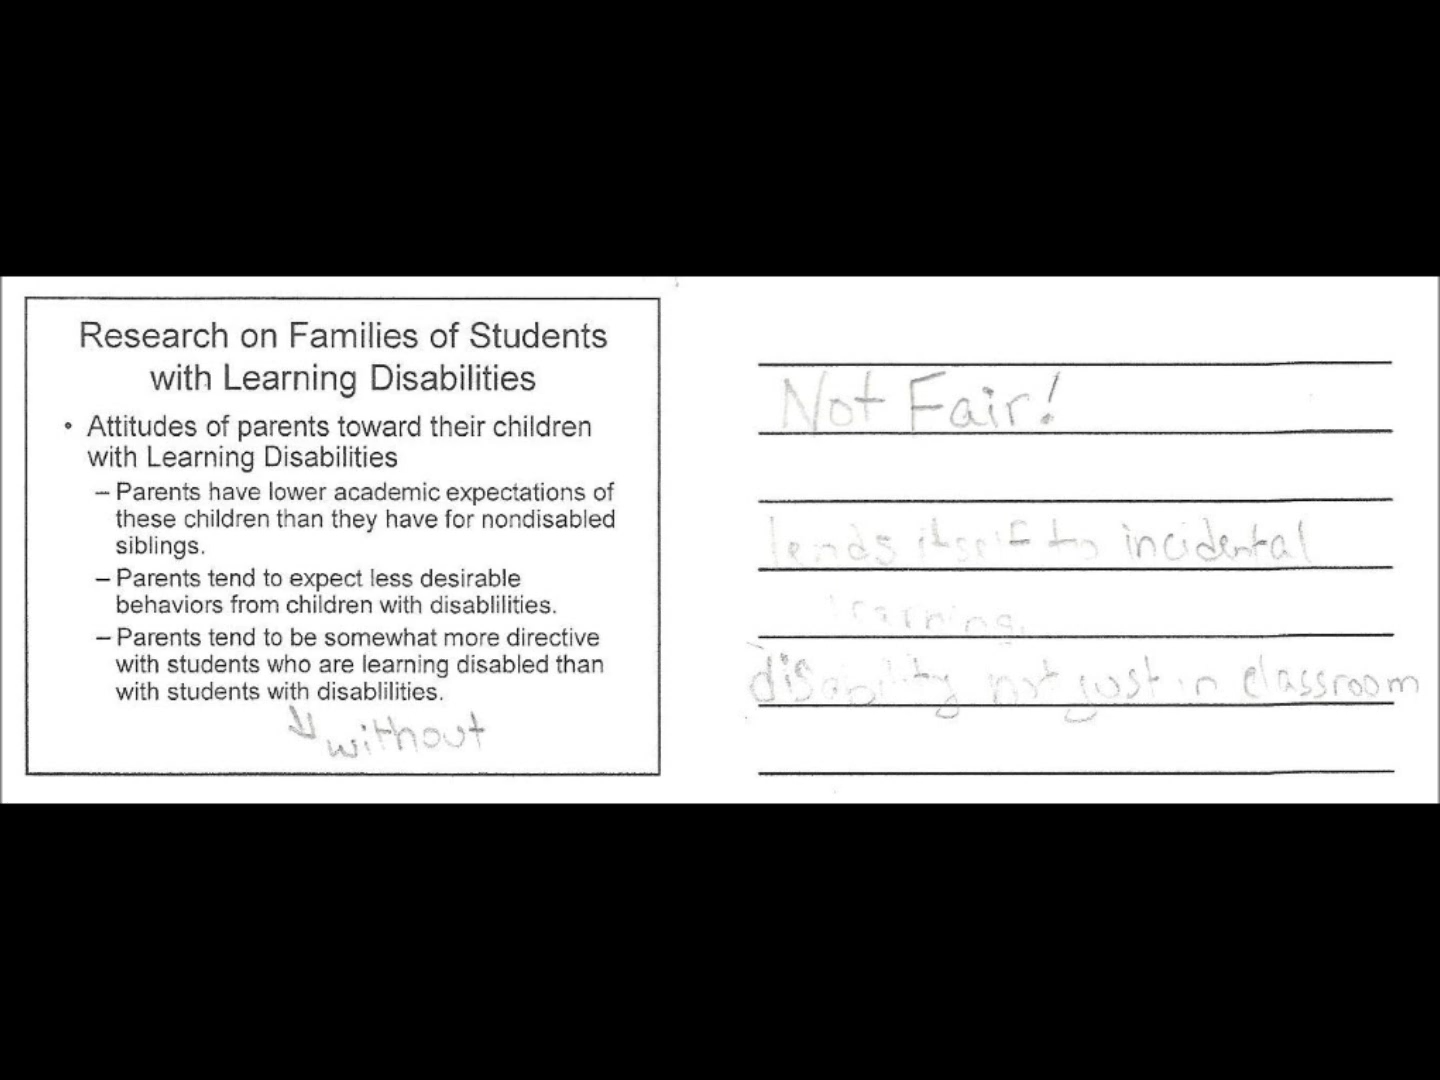 Research on Families of Students
with Learning Disabilities
• Attitudes of parents toward their children
with Learning Disabilities
– Parents have lower academic expectations of
these children than they have for nondisabled
siblings.
– Parents tend to expect less desirable
behaviors from children with disablilities.
– Parents tend to be somewhat more directive
with students who are learning disabled than
with students with disablilities.
without
Not Fair!
lends itself to incidental
learning.
disability not just in classroom